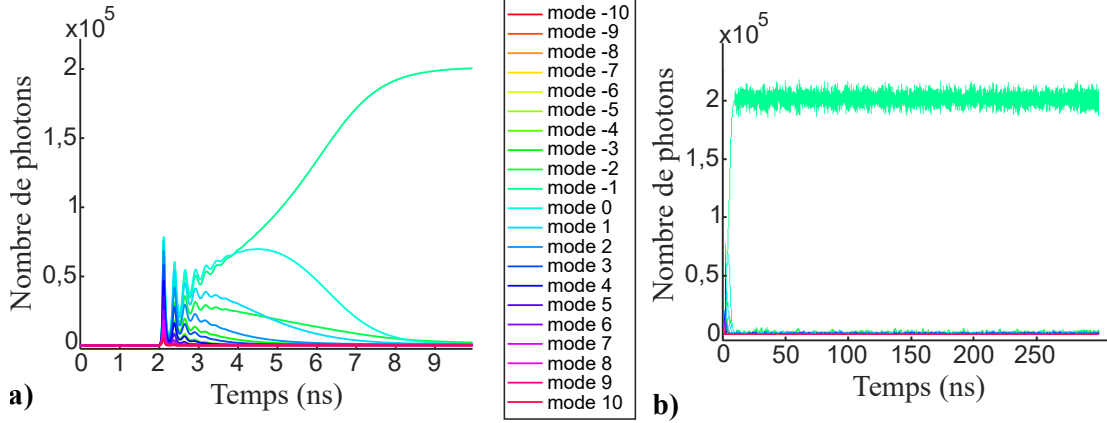 x10⁵
Nombre de photons
2
1,5
1
0,5
0
0 1 2 3 4 5 6 7 8 9
Temps (ns)
a)
mode -10
mode -9
mode -8
mode -7
mode -6
mode -5
mode -4
mode -3
mode -2
mode -1
mode 0
mode 1
mode 2
mode 3
mode 4
mode 5
mode 6
mode 7
mode 8
mode 9
mode 10
x10⁵
Nombre de photons
2
1,5
1
0,5
0
0 50 100 150 200 250
Temps (ns)
b)